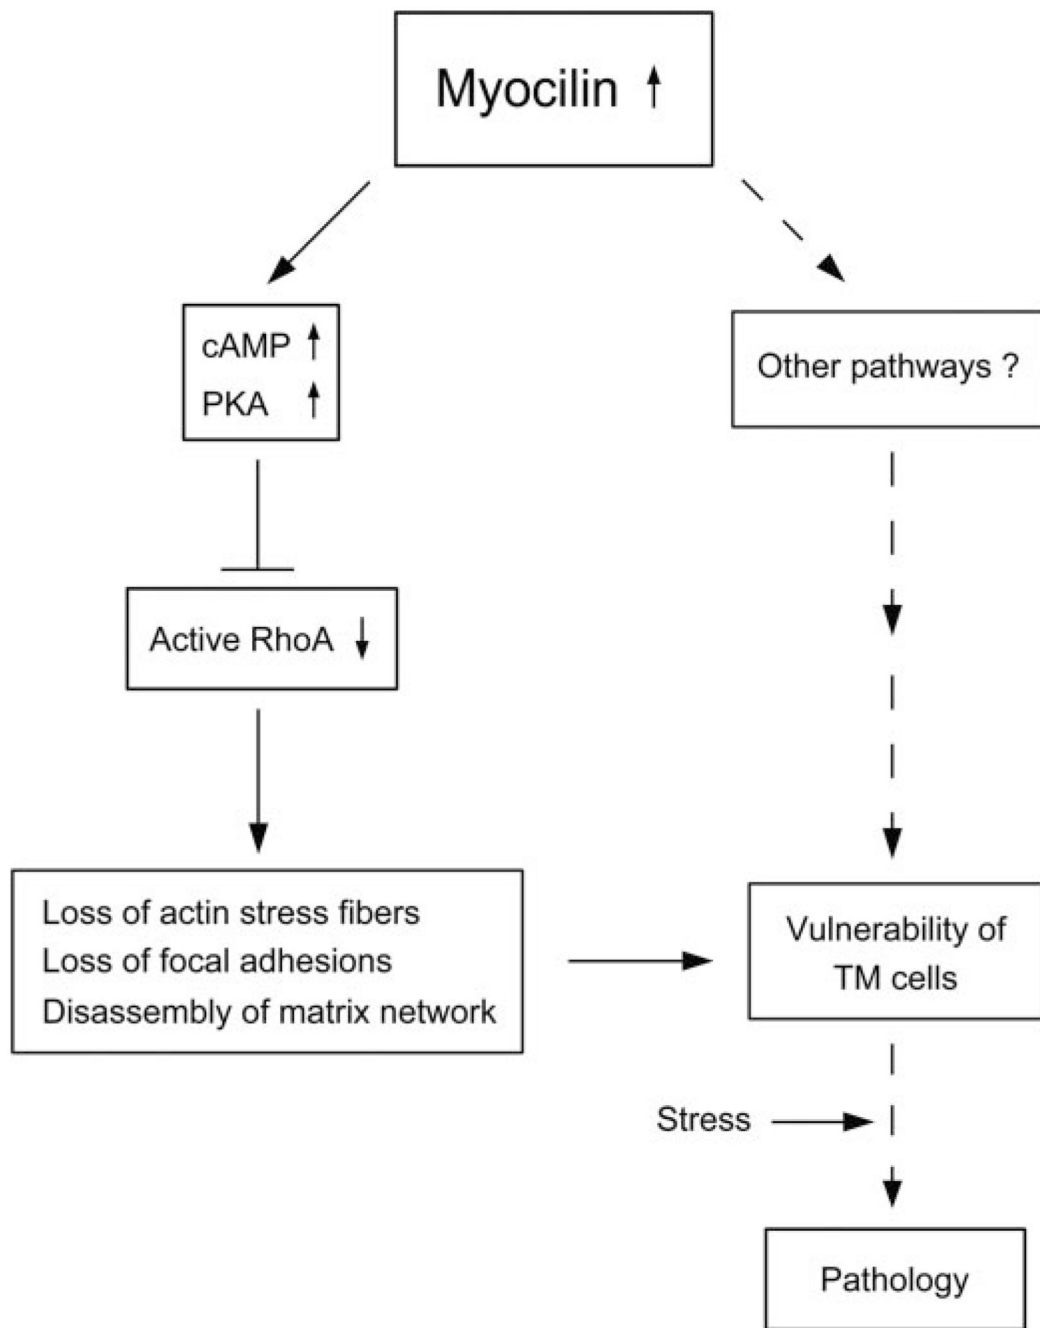 Myocilin ↑
cAMP ↑
PKA ↑
Other pathways ?
Active RhoA ↓
Loss of actin stress fibers
Loss of focal adhesions
Disassembly of matrix network
Vulnerability of
TM cells
Stress
Pathology